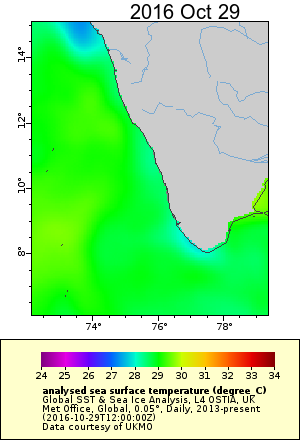 2016 Oct 29
14°
12°
10°
8°
74° 76° 78°
24 25 26 27 28 29 30 31 32 33 34
analysed sea surface temperature (degree_C)
Global SST & Sea Ice Analysis, L4 OSTIA, UK
Met Office, Global, 0.05°, Daily, 2013-present
(2016-10-29T12:00:00Z)
Data courtesy of UKMO